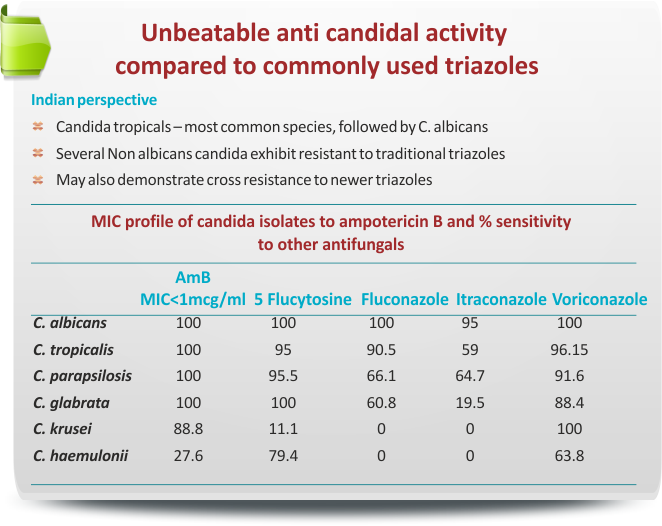 Unbeatable anti candidal activity
compared to commonly used triazoles
Indian perspective
Candida tropicals – most common species, followed by C. albicans
Several Non albicans candida exhibit resistant to traditional triazoles
May also demonstrate cross resistance to newer triazoles
MIC profile of candida isolates to ampotericin B and % sensitivity
to other antifungals
AmB
MIC<1mcg/ml 5 Flucytosine Fluconazole Itraconazole Voriconazole
C. albicans 100 100 100 95 100
C. tropicalis 100 95 90.5 59 96.15
C. parapsilosis 100 95.5 66.1 64.7 91.6
C. glabrata 100 100 60.8 19.5 88.4
C. krusei 88.8 11.1 0 0 100
C. haemulonii 27.6 79.4 0 0 63.8